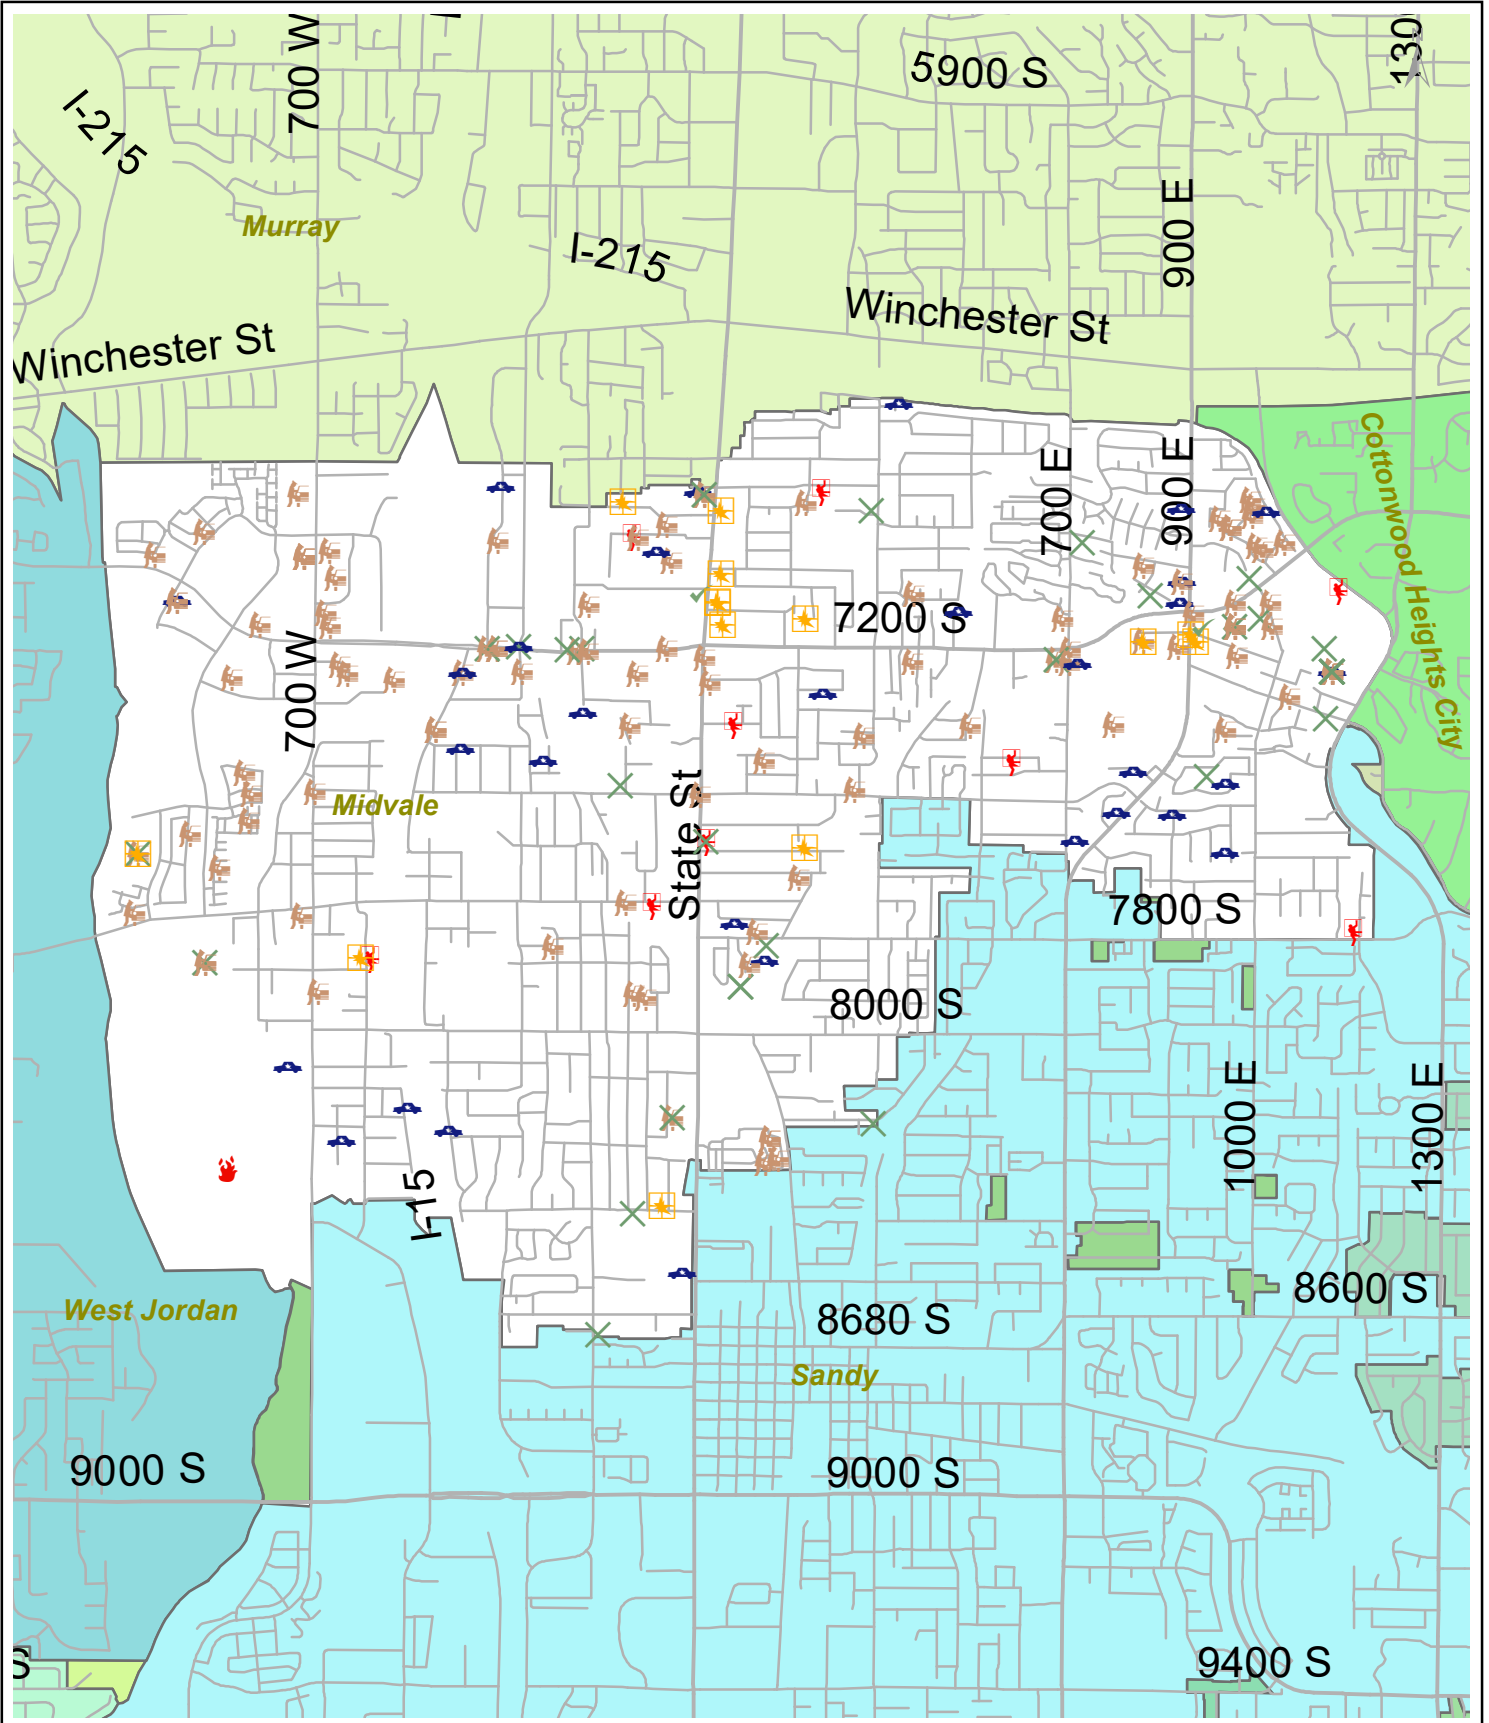 700 W
5900 S
130
I-215
Murray
900 E
I-215
Winchester St
Winchester St
Cottonwood Heights City
700 E
900 E
7200 S
700 W
Midvale
State St
7800 S
8000 S
1000 E
1300 E
I-15
West Jordan
8600 S
8680 S
Sandy
9000 S
9000 S
S
9400 S